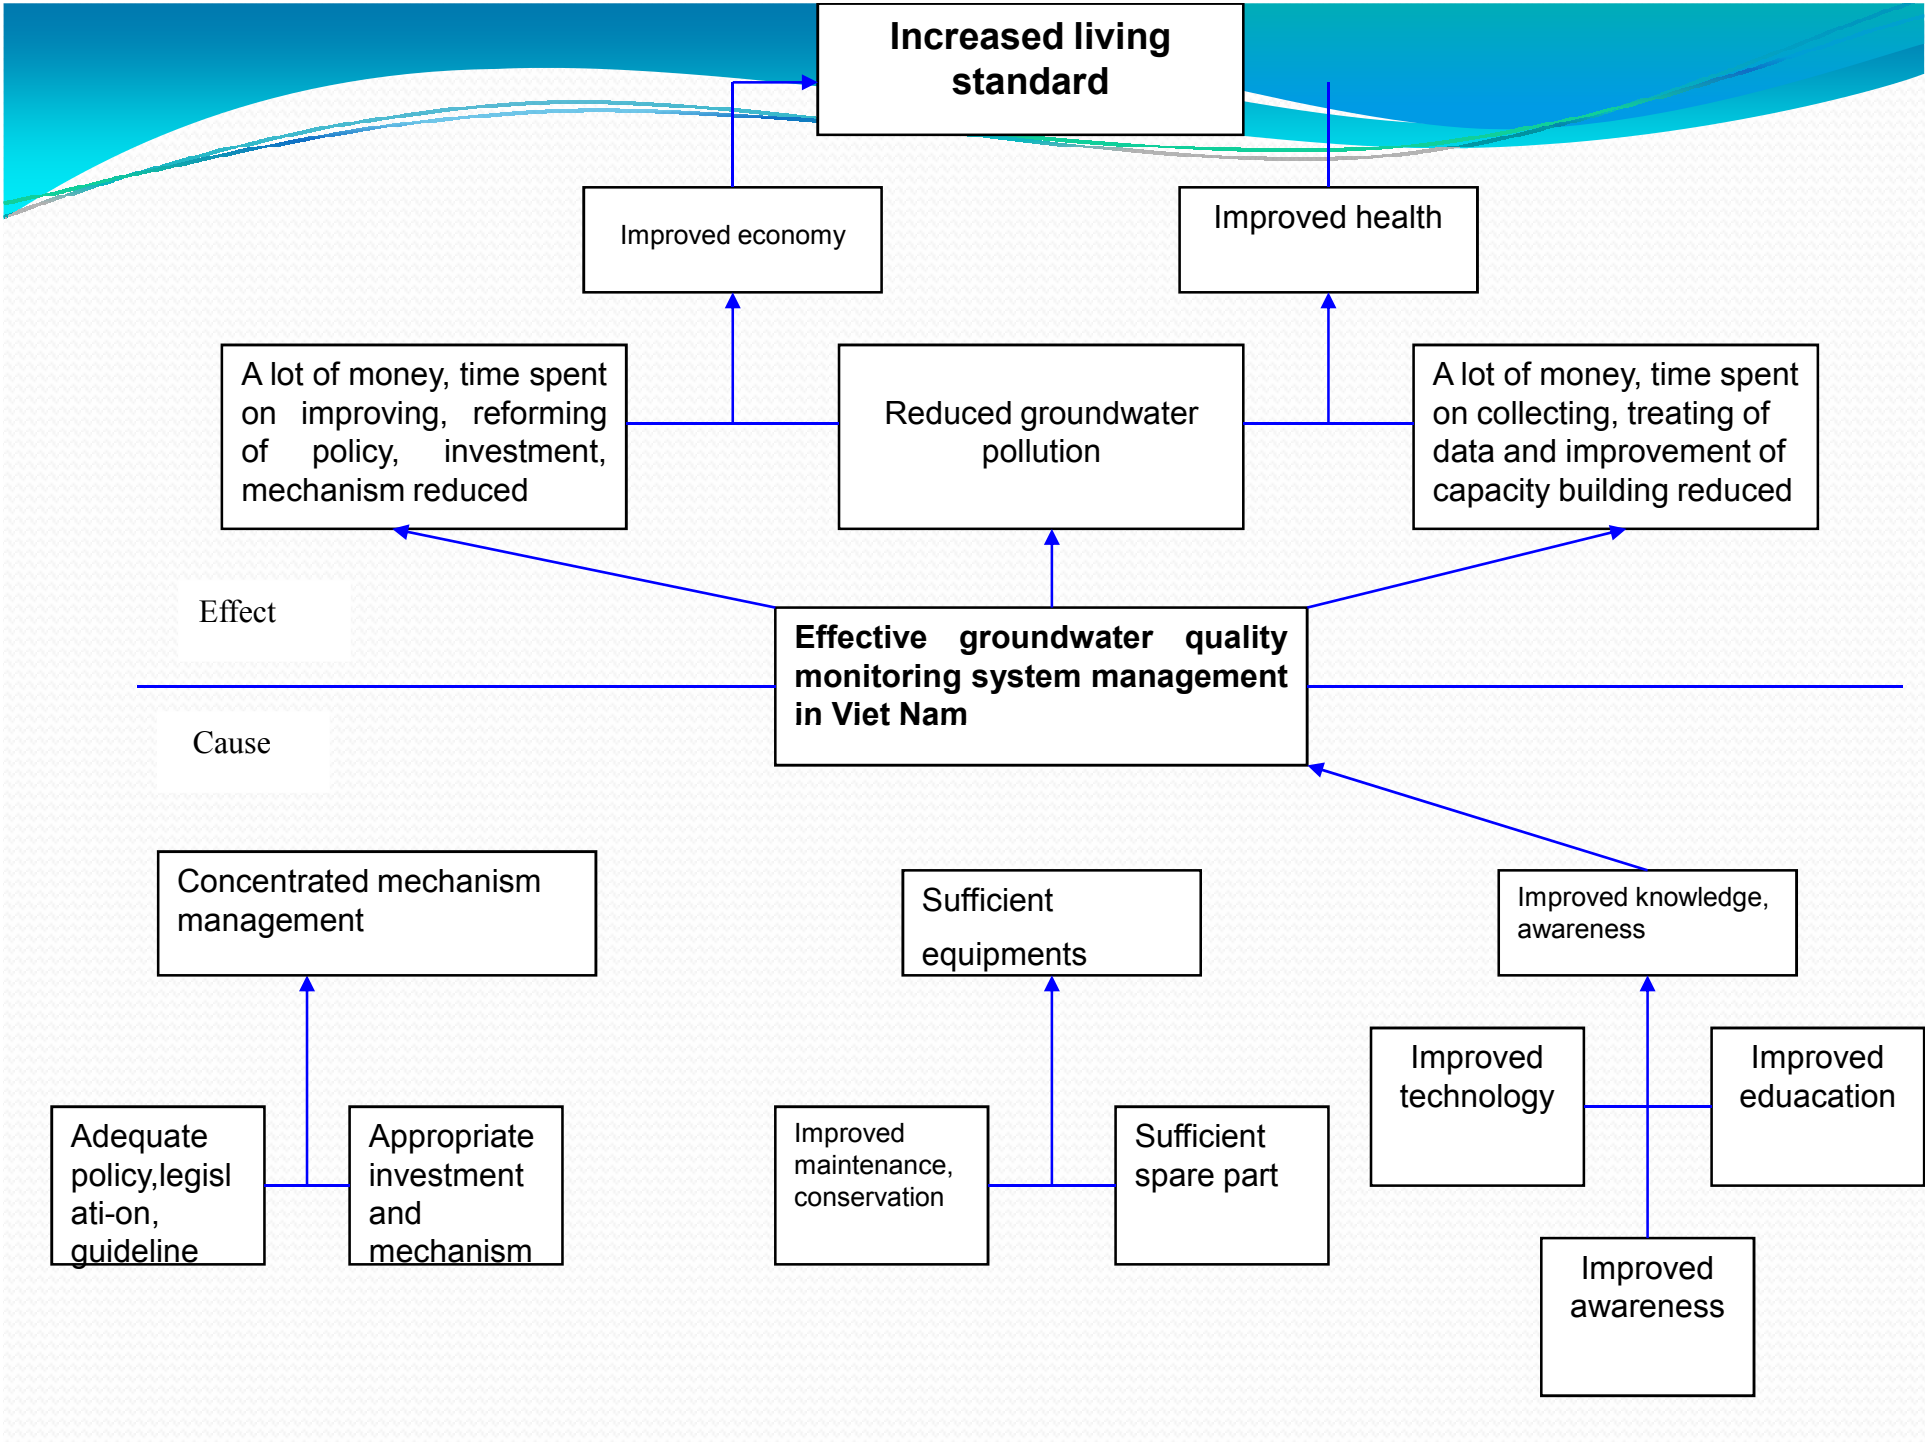 Increased living
standard
Improved economy
Improved health
A lot of money, time spent
on improving, reforming
of policy, investment,
mechanism reduced
Reduced groundwater
pollution
A lot of money, time spent
on collecting, treating of
data and improvement of
capacity building reduced
Effect
Effective groundwater quality
monitoring system management
in Viet Nam
Cause
Concentrated mechanism
management
Sufficient
equipments
Improved knowledge,
awareness
Adequate
policy,legisl
ati-on,
guideline
Appropriate
investment
and
mechanism
Improved
maintenance,
conservation
Sufficient
spare part
Improved
technology
Improved
eduacation
Improved
awareness